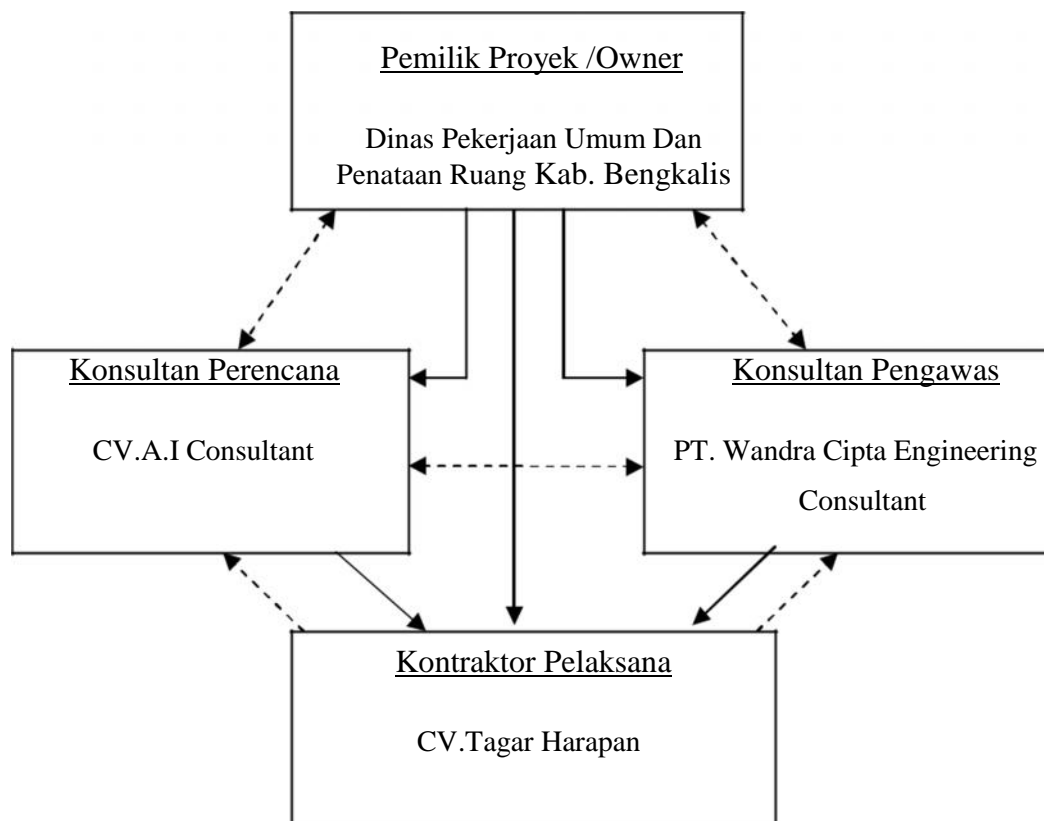 Pemilik Proyek /Owner
Dinas Pekerjaan Umum Dan
Penataan Ruang Kab. Bengkalis
Konsultan Perencana
CV.A.I Consultant
Konsultan Pengawas
PT. Wandra Cipta Engineering
Consultant
Kontraktor Pelaksana
CV.Tagar Harapan